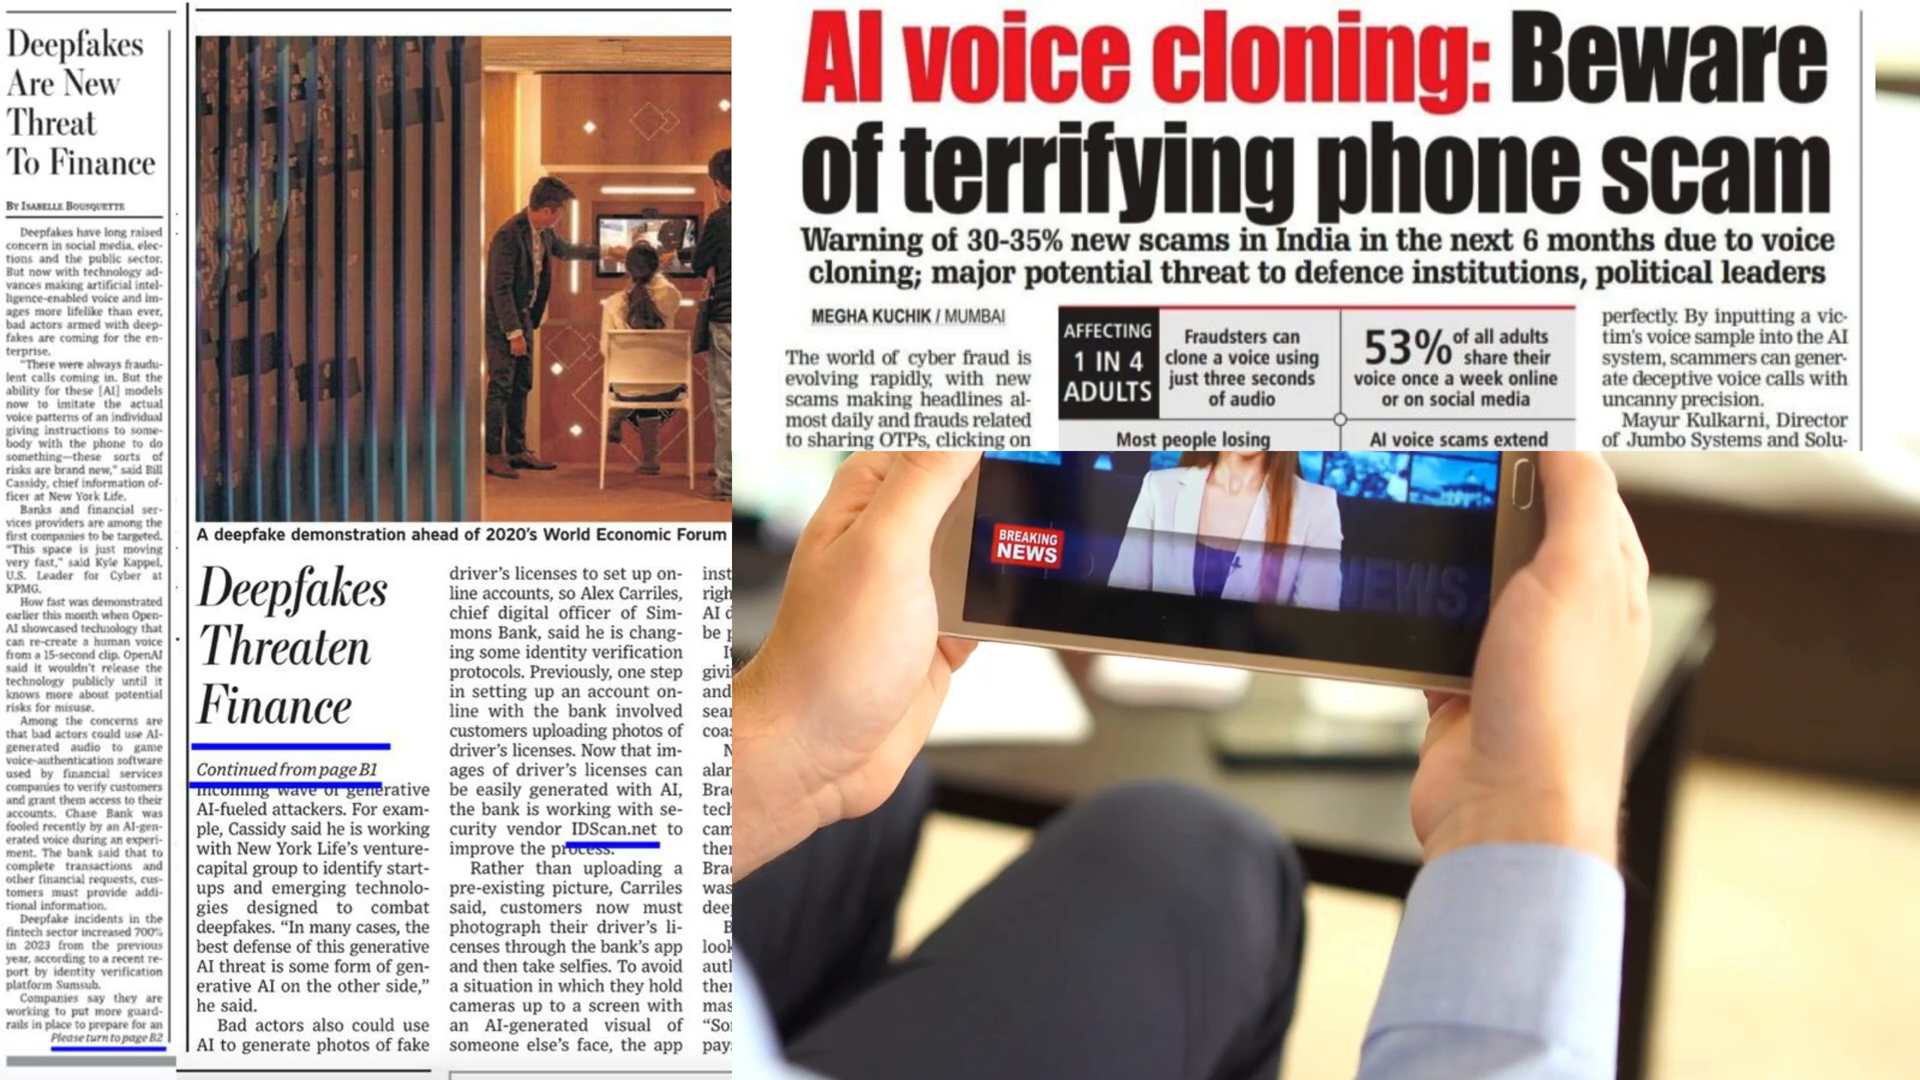 Deepfakes
Are New
Threat
To Finance
BY ISABELLE BOUSQUETTE
Deepfakes have long raised
concern in social media, elec-
tions and the public sector.
But now with technology ad-
vances making artificial intel-
ligence-enabled voice and im-
ages more lifelike than ever,
bad actors armed with deep-
fakes are coming for the en-
terprise.
“There were always fraudu-
lent calls coming in. But the
ability for these [AI] models
now to imitate the actual
voice patterns of an individual
giving instructions to some-
body with the phone to do
something—these sorts of
risks are brand new,” said Bill
Cassidy, chief information of-
ficer at New York Life.
Banks and financial ser-
vices providers are among the
first companies to be targeted.
“This space is just moving
very fast,” said Kyle Kappel,
U.S. Leader for Cyber at
KPMG.
How fast was demonstrated
earlier this month when Open-
AI showcased technology that
can re-create a human voice
from a 15-second clip. OpenAI
said it wouldn’t release the
technology publicly until it
knows more about potential
risks for misuse.
Among the concerns are
that bad actors could use AI-
generated audio to game
voice-authentication software
used by financial services
companies to verify customers
and grant them access to their
accounts. Chase Bank was
fooled recently by an AI-gen-
erated voice during an experi-
ment. The bank said that to
complete transactions and
other financial requests, cus-
tomers must provide addi-
tional information.
Deepfake incidents in the
fintech sector increased 700%
in 2023 from the previous
year, according to a recent re-
port by identity verification
platform Sumsub.
Companies say they are
working to put more guard-
rails in place to prepare for an
Please turn to page B2
A deepfake demonstration ahead of 2020’s World Economic Forum
Deepfakes
Threaten
Finance
Continued from page B1
incoming wave of generative
AI-fueled attackers. For exam-
ple, Cassidy said he is working
with New York Life’s venture-
capital group to identify start-
ups and emerging technolo-
gies designed to combat
deepfakes. “In many cases, the
best defense of this generative
AI threat is some form of gen-
erative AI on the other side,”
he said.
Bad actors also could use
AI to generate photos of fake
driver’s licenses to set up on-
line accounts, so Alex Carriles,
chief digital officer of Sim-
mons Bank, said he is chang-
ing some identity verification
protocols. Previously, one step
in setting up an account on-
line with the bank involved
customers uploading photos of
driver’s licenses. Now that im-
ages of driver’s licenses can
be easily generated with AI,
the bank is working with se-
curity vendor IDScan.net to
improve the process.
Rather than uploading a
pre-existing picture, Carriles
said, customers now must
photograph their driver’s li-
censes through the bank’s app
and then take selfies. To avoid
a situation in which they hold
cameras up to a screen with
an AI-generated visual of
someone else’s face, the app
AI voice cloning: Beware
of terrifying phone scam
Warning of 30-35% new scams in India in the next 6 months due to voice
cloning; major potential threat to defence institutions, political leaders
MEGHA KUCHIK / MUMBAI
The world of cyber fraud is
evolving rapidly, with new
scams making headlines al-
most daily and frauds related
to sharing OTPs, clicking on
AFFECTING
1 IN 4
ADULTS
Fraudsters can
clone a voice using
just three seconds
of audio
53% of all adults
share their
voice once a week online
or on social media
Most people losing
AI voice scams extend
perfectly. By inputting a vic-
tim’s voice sample into the AI
system, scammers can gener-
ate deceptive voice calls with
uncanny precision.
Mayur Kulkarni, Director
of Jumbo Systems and Solu-
BREAKING
NEWS
EWS